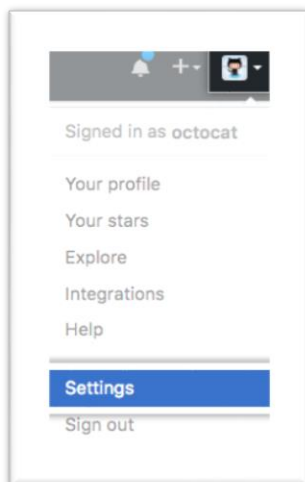 Signed in as octocat
Your profile
Your stars
Explore
Integrations
Help
Settings
Sign out